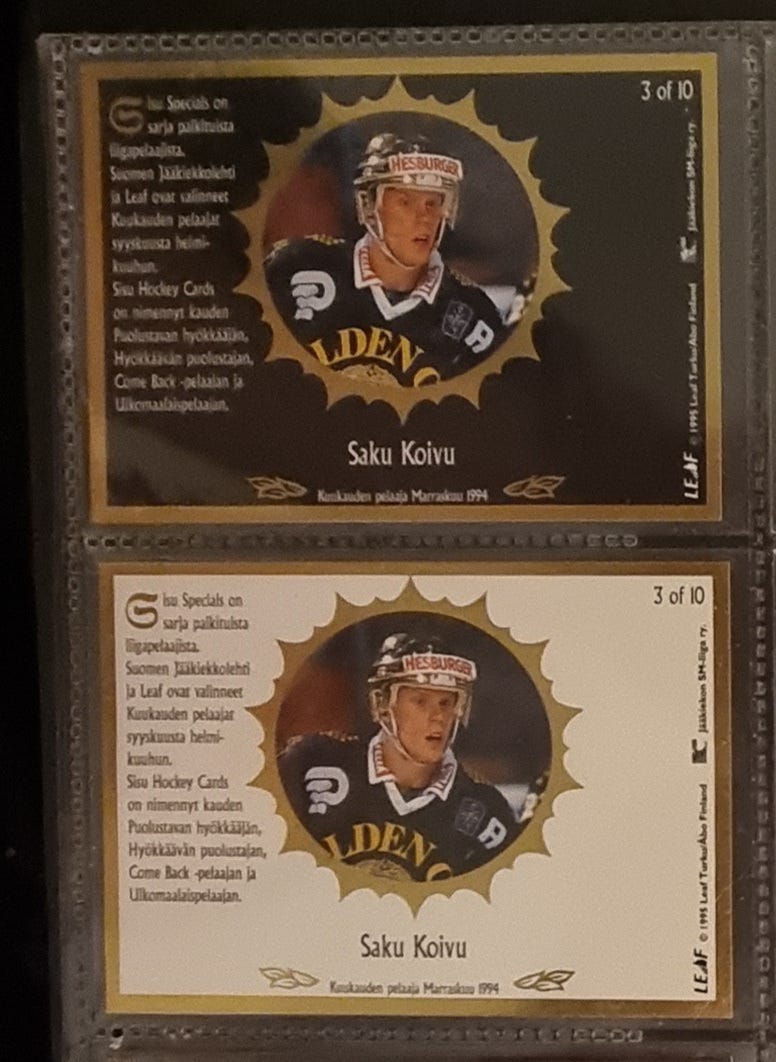 Sisu Specials on
sarja palkituista
liigapelaajista.
Suomen Jääkiekkolehti
ja Leaf ovat valinneet
Kuukauden pelaajat
syyskuusta helmi-
kuuhun.
Sisu Hockey Cards
on nimennyt kauden
Puolustavan hyökkääjän,
Hyökkäävän puolustajan,
Come Back -pelaajan ja
Ulkomaalaispelaajan.
3 of 10
HESBURGER
LDEN
A
Saku Koivu
Kuukauden pelaaja Marraskuu 1994
LEAF © 1995 Leaf Turku/Åbo Finland
Jääkiekon SM-liiga ry.
Sisu Specials on
sarja palkituista
liigapelaajista.
Suomen Jääkiekkolehti
ja Leaf ovat valinneet
Kuukauden pelaajat
syyskuusta helmi-
kuuhun.
Sisu Hockey Cards
on nimennyt kauden
Puolustavan hyökkääjän,
Hyökkäävän puolustajan,
Come Back -pelaajan ja
Ulkomaalaispelaajan.
3 of 10
HESBURGER
LDEN
A
Saku Koivu
Kuukauden pelaaja Marraskuu 1994
LEAF © 1995 Leaf Turku/Åbo Finland
Jääkiekon SM-liiga ry.